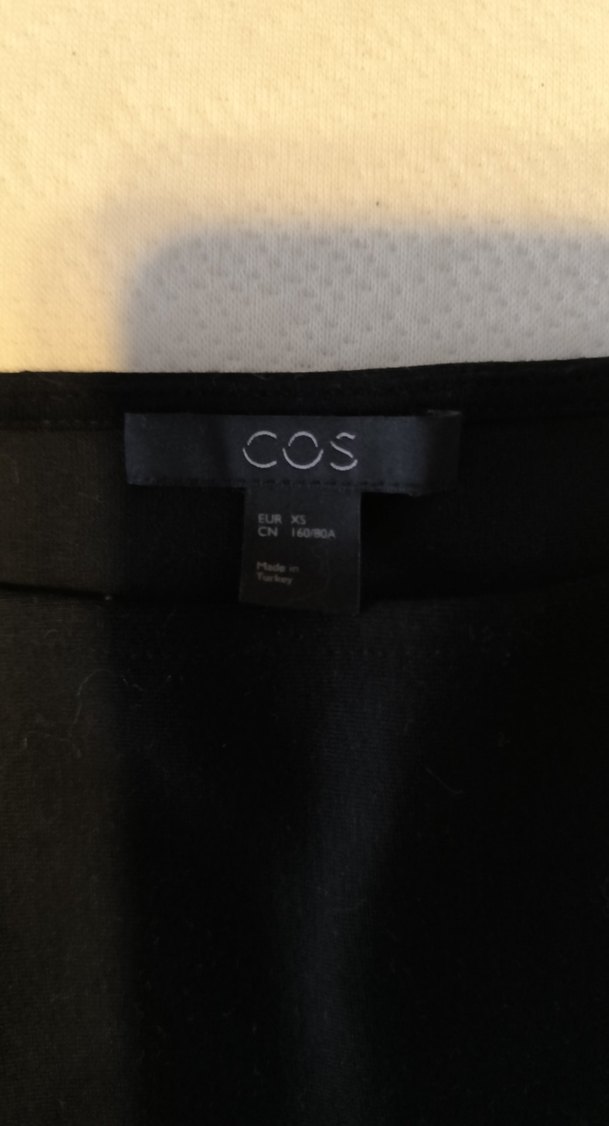 COS
EUR XS
CN 160/80A
Made in
Turkey